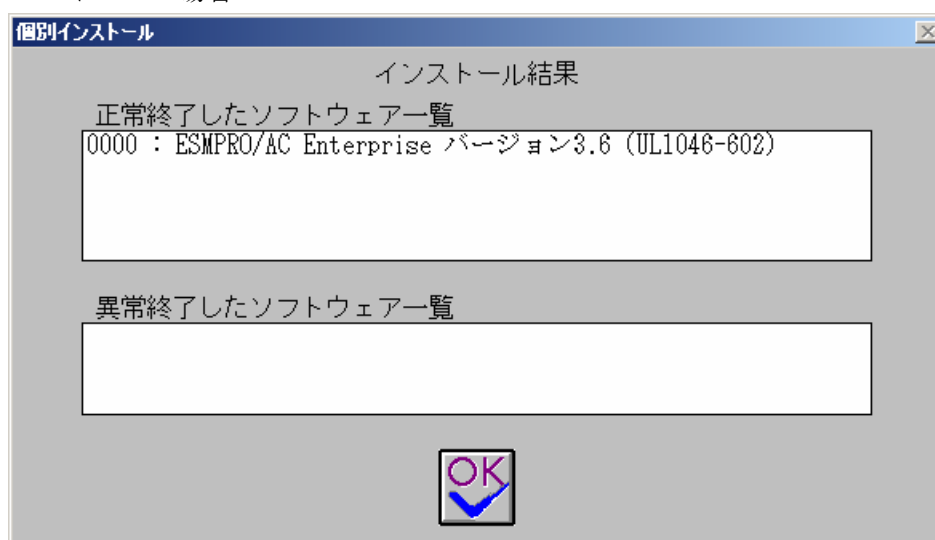 個別インストール
インストール結果
正常終了したソフトウェア一覧
0000 : ESMPRO/AC Enterprise バージョン3.6 (UL1046-602)
異常終了したソフトウェア一覧
OK